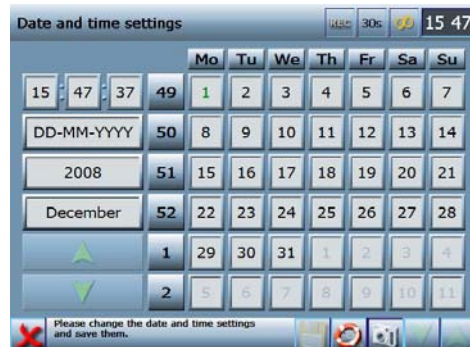 Date and time settings REC 30s 15 47
Mo Tu We Th Fr Sa Su
15 : 47 : 37 49 1 2 3 4 5 6 7
DD-MM-YYYY 50 8 9 10 11 12 13 14
2008 51 15 16 17 18 19 20 21
December 52 22 23 24 25 26 27 28
1 29 30 31 1 2 3 4
2 5 6 7 8 9 10 11
Please change the date and time settings
and save them.